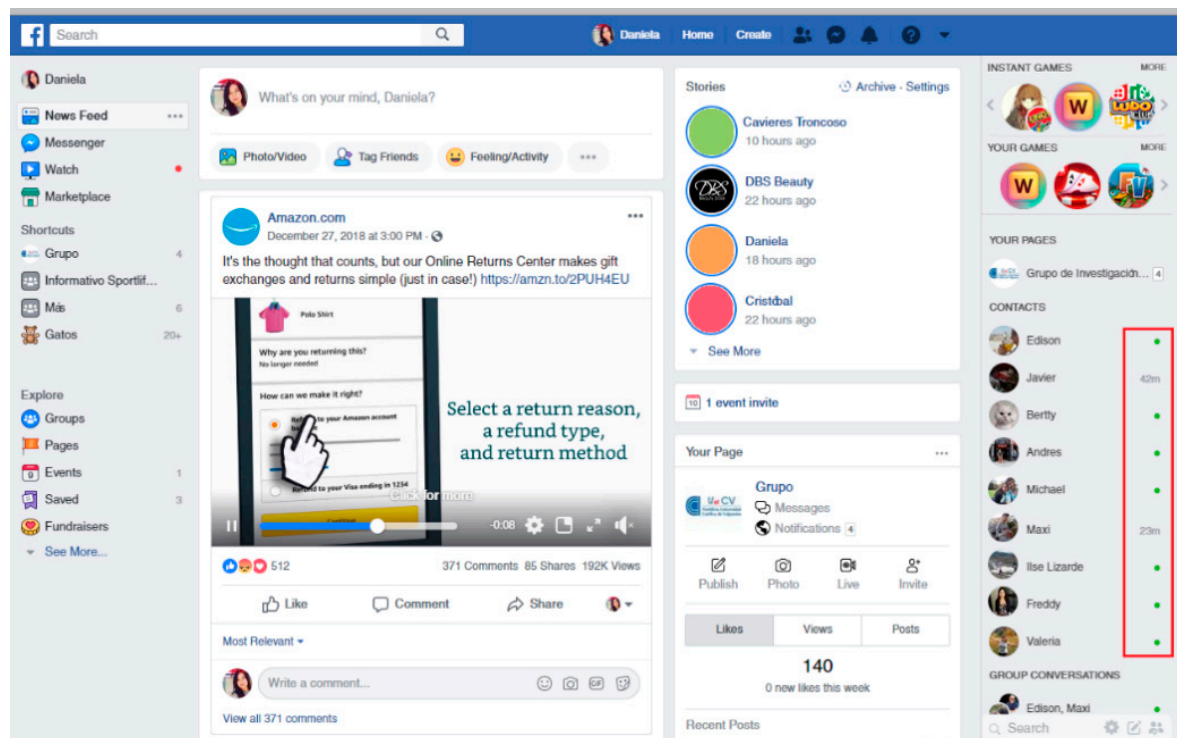 Search
Daniela
Home
Create
Daniela
News Feed
Messenger
Watch
Marketplace
Shortcuts
Grupo 4
Informativo Sportlif...
Más 6
Gatos 20+
Explore
Groups
Pages
Events 1
Saved 3
Fundraisers
See More...
What's on your mind, Daniela?
Photo/Video
Tag Friends
Feeling/Activity
Amazon.com
December 27, 2018 at 3:00 PM ·
It's the thought that counts, but our Online Returns Center makes gift
exchanges and returns simple (just in case!) https://amzn.to/2PUH4EU
Polo Shirt
Why are you returning this?
No longer needed
How can we make it right?
to your Amazon account
to your Visa ending in 1234
Select a return reason,
a refund type,
and return method
Click for more
-0:08
512
371 Comments 85 Shares 192K Views
Like
Comment
Share
Most Relevant
Write a comment...
GIF
View all 371 comments
Stories
Archive · Settings
Cavieres Troncoso
10 hours ago
DBS
DBS Beauty
22 hours ago
Daniela
18 hours ago
Cristóbal
22 hours ago
See More
10
1 event invite
Your Page
Grupo
Messages
Notifications 4
Publish
Photo
Live
Invite
Likes
Views
Posts
140
0 new likes this week
Recent Posts
INSTANT GAMES MORE
W
LUDO
CLUB
YOUR GAMES MORE
W
FV
YOUR PAGES
Grupo de Investigación... 4
CONTACTS
Edison
Javier 42m
Bertty
Andres
Michael
Maxi 23m
Ilse Lizarde
Freddy
Valeria
GROUP CONVERSATIONS
Edison, Maxi
Search